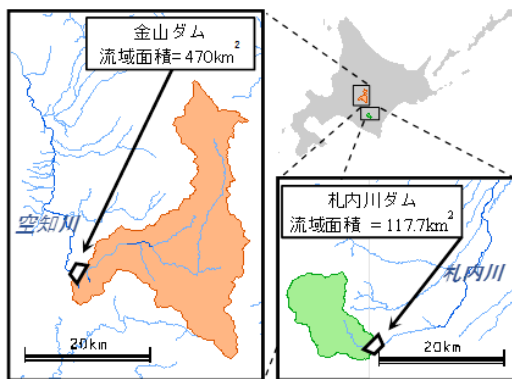 金山ダム
流域面積=470km²
空知川
20km
札内川ダム
流域面積 =117.7km²
札内川
20km